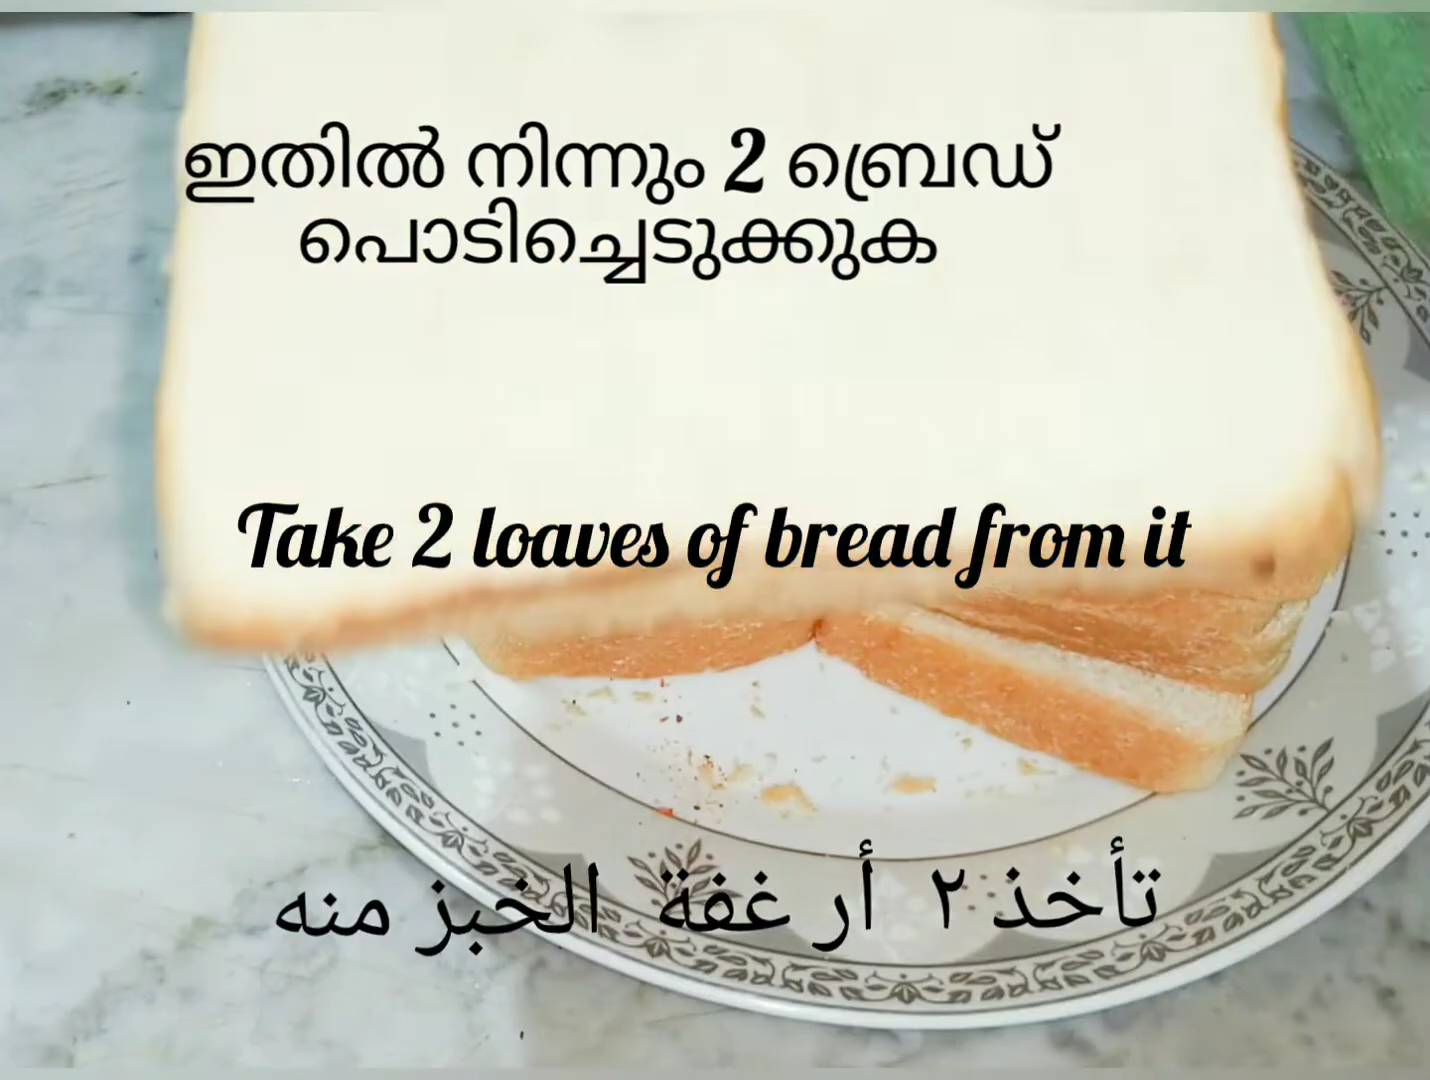 ഇതിൽ നിന്നും 2 ബ്രെഡ്
പൊടിച്ചെടുക്കുക
Take 2 loaves of bread from it
تأخذ ٢ أرغفة الخبز منه